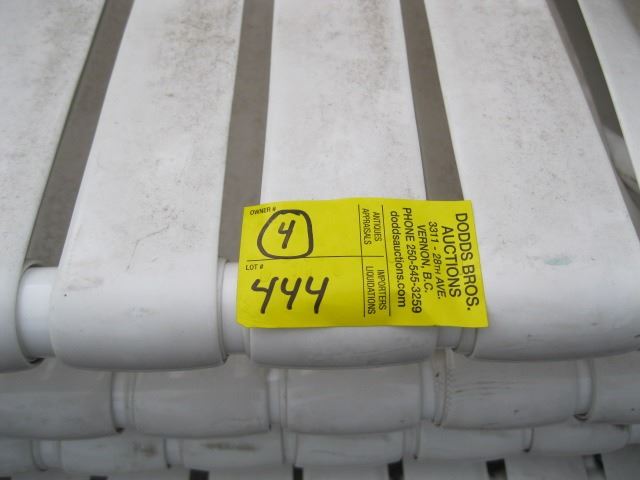 OWNER #
4
LOT #
444
ANTIQUES
APPRAISALS
IMPORTERS
LIQUIDATIONS
DODDS BROS.
AUCTIONS
3311 - 28TH AVE.
VERNON, B.C.
PHONE 250-545-3259
doddsauctions.com